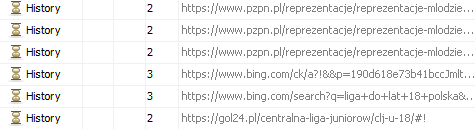 History 2 https://www.pzpn.pl/reprezentacje/reprezentacje-mlodzie...
History 2 https://www.pzpn.pl/reprezentacje/reprezentacje-mlodzie...
History 2 https://www.pzpn.pl/reprezentacje/reprezentacje-mlodzie...
History 3 https://www.bing.com/ck/a?!&&p=190d618e73b41bccJmlt...
History 3 https://www.bing.com/search?q=liga+do+lat+18+polska&...
History 2 https://gol24.pl/centralna-liga-juniorow/clj-u-18/#!